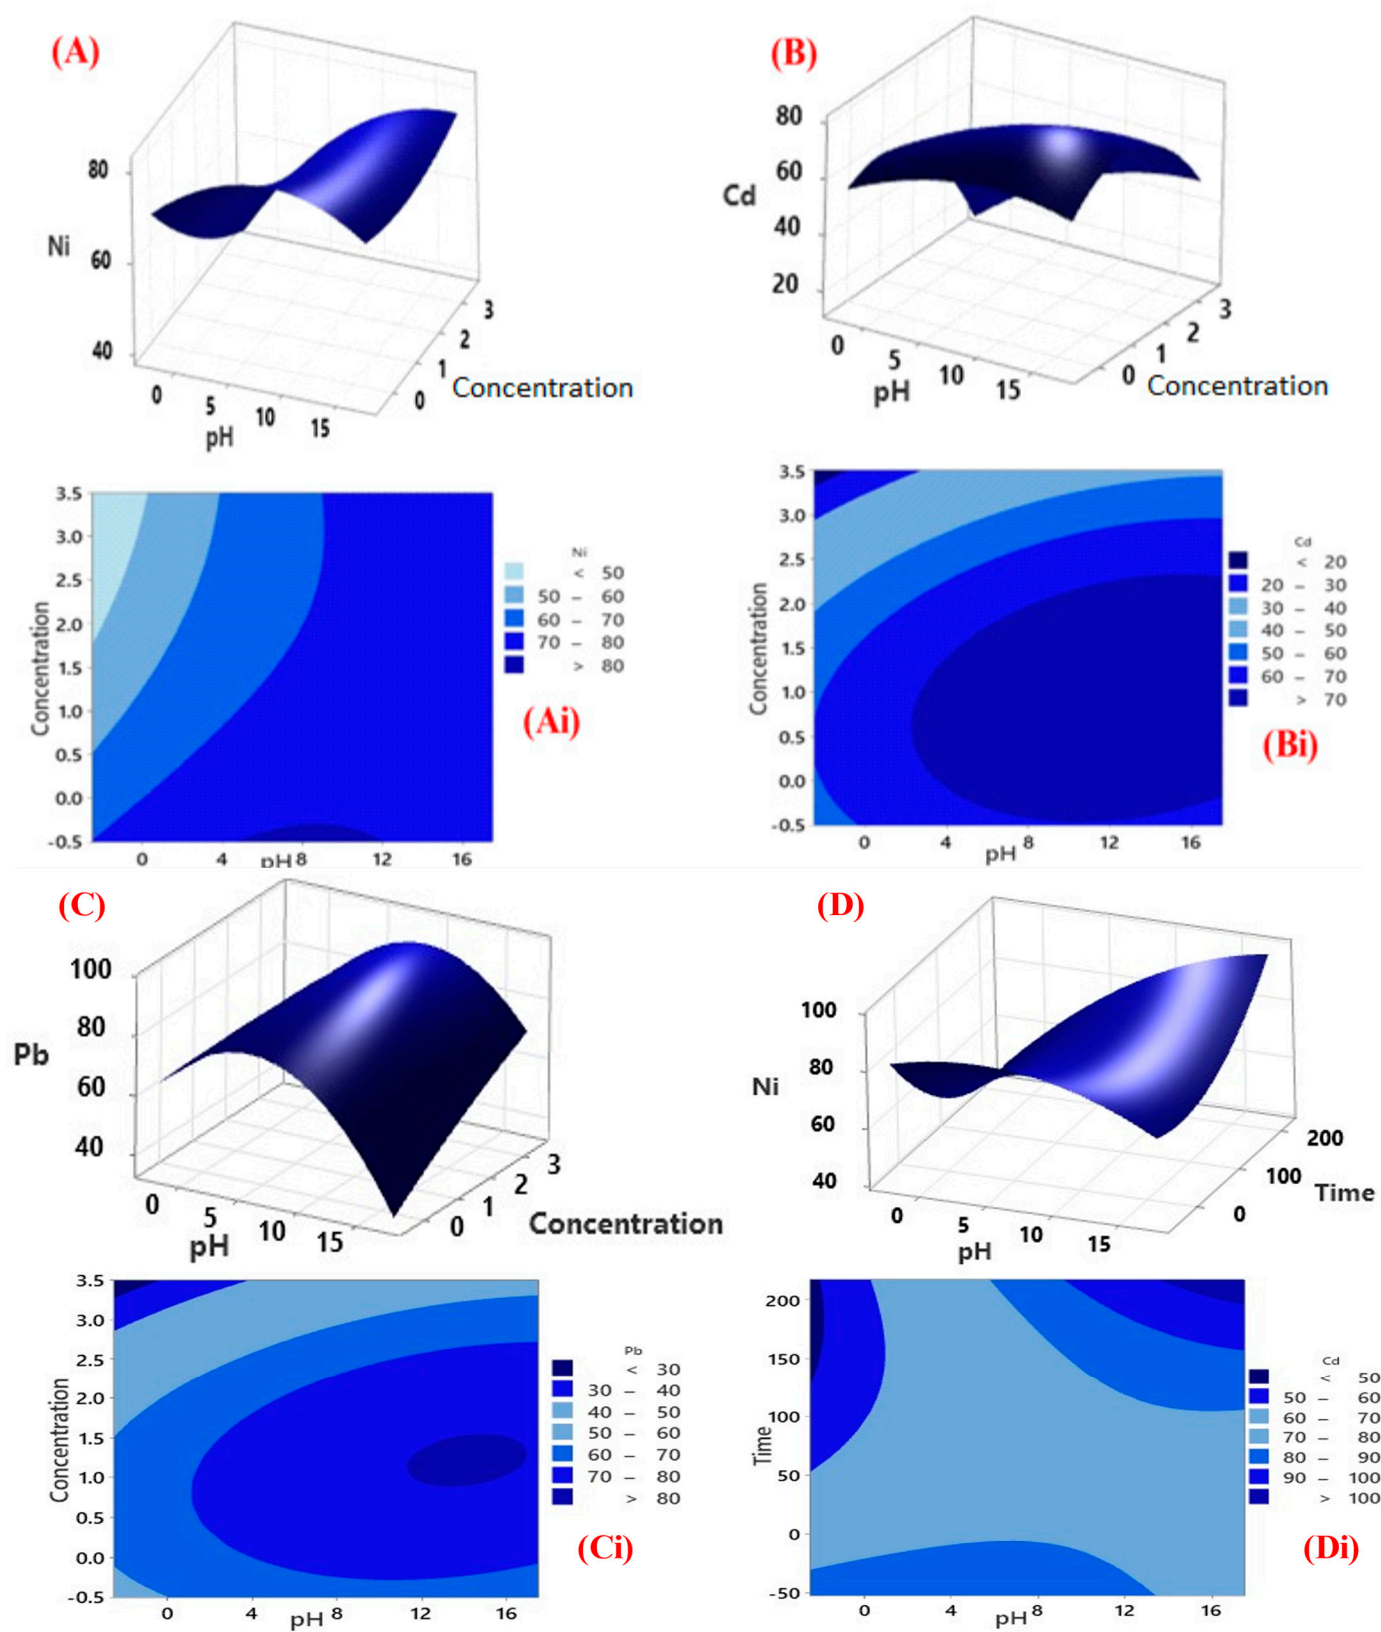 (A)
80
Ni
60
40
0
5
10
15
pH
0
1
2
3
Concentration
(B)
80
60
Cd
40
20
0
5
10
15
pH
0
1
2
3
Concentration
3.5
3.0
2.5
2.0
1.5
1.0
0.5
0.0
-0.5
Concentration
0 4 pH 8 12 16
Ni
< 50
50 – 60
60 – 70
70 – 80
> 80
(Ai)
3.5
3.0
2.5
2.0
1.5
1.0
0.5
0.0
-0.5
Concentration
0 4 pH 8 12 16
Cd
< 20
20 – 30
30 – 40
40 – 50
50 – 60
60 – 70
> 70
(Bi)
(C)
100
80
Pb
60
40
0
5
10
15
pH
0
1
2
3
Concentration
(D)
100
80
Ni
60
40
0
5
10
15
pH
0
100
200
Time
3.5
3.0
2.5
2.0
1.5
1.0
0.5
0.0
-0.5
Concentration
0 4 pH 8 12 16
Pb
< 30
30 – 40
40 – 50
50 – 60
60 – 70
70 – 80
> 80
(Ci)
200
150
100
50
0
-50
Time
0 4 pH 8 12 16
Cd
< 50
50 – 60
60 – 70
70 – 80
80 – 90
90 – 100
> 100
(Di)